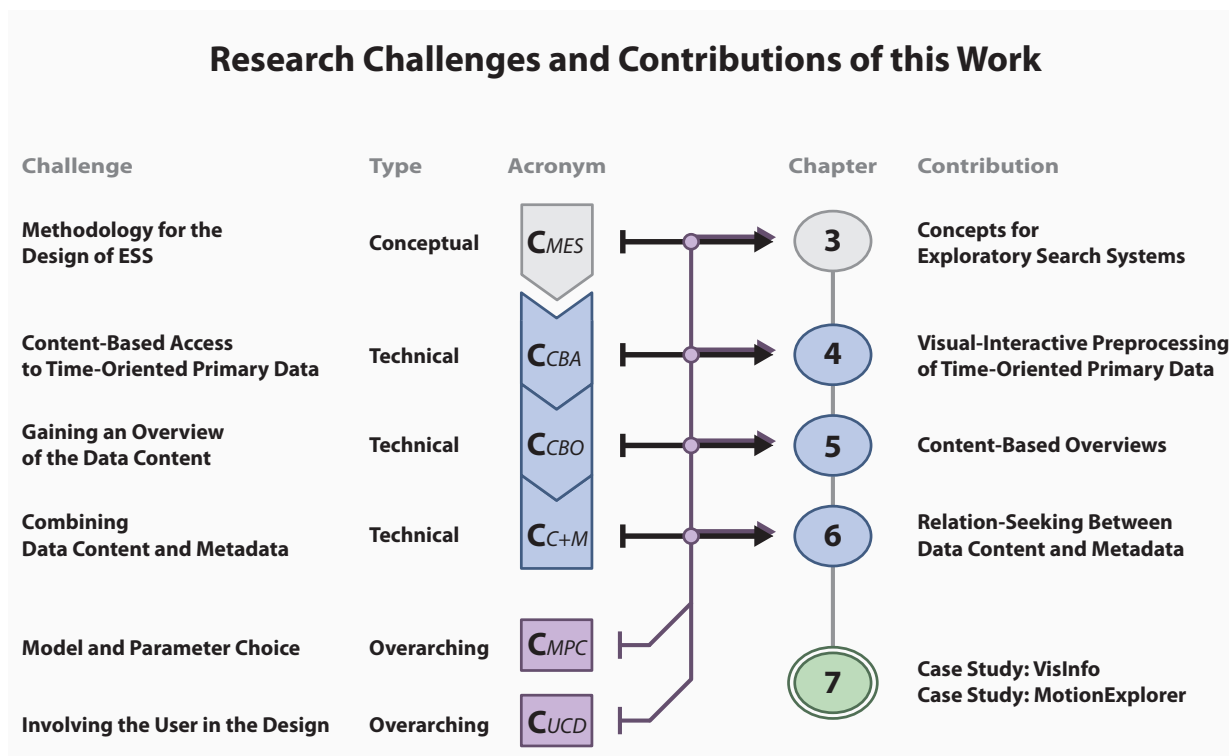 Research Challenges and Contributions of this Work
Challenge Type Acronym Chapter Contribution
Methodology for the
Design of ESS
Conceptual
CMES
3
Concepts for
Exploratory Search Systems
Content-Based Access
to Time-Oriented Primary Data
Technical
CCBA
4
Visual-Interactive Preprocessing
of Time-Oriented Primary Data
Gaining an Overview
of the Data Content
Technical
CCBO
5
Content-Based Overviews
Combining
Data Content and Metadata
Technical
CC+M
6
Relation-Seeking Between
Data Content and Metadata
Model and Parameter Choice
Overarching
CMPC
7
Case Study: VisInfo
Case Study: MotionExplorer
Involving the User in the Design
Overarching
CUCD